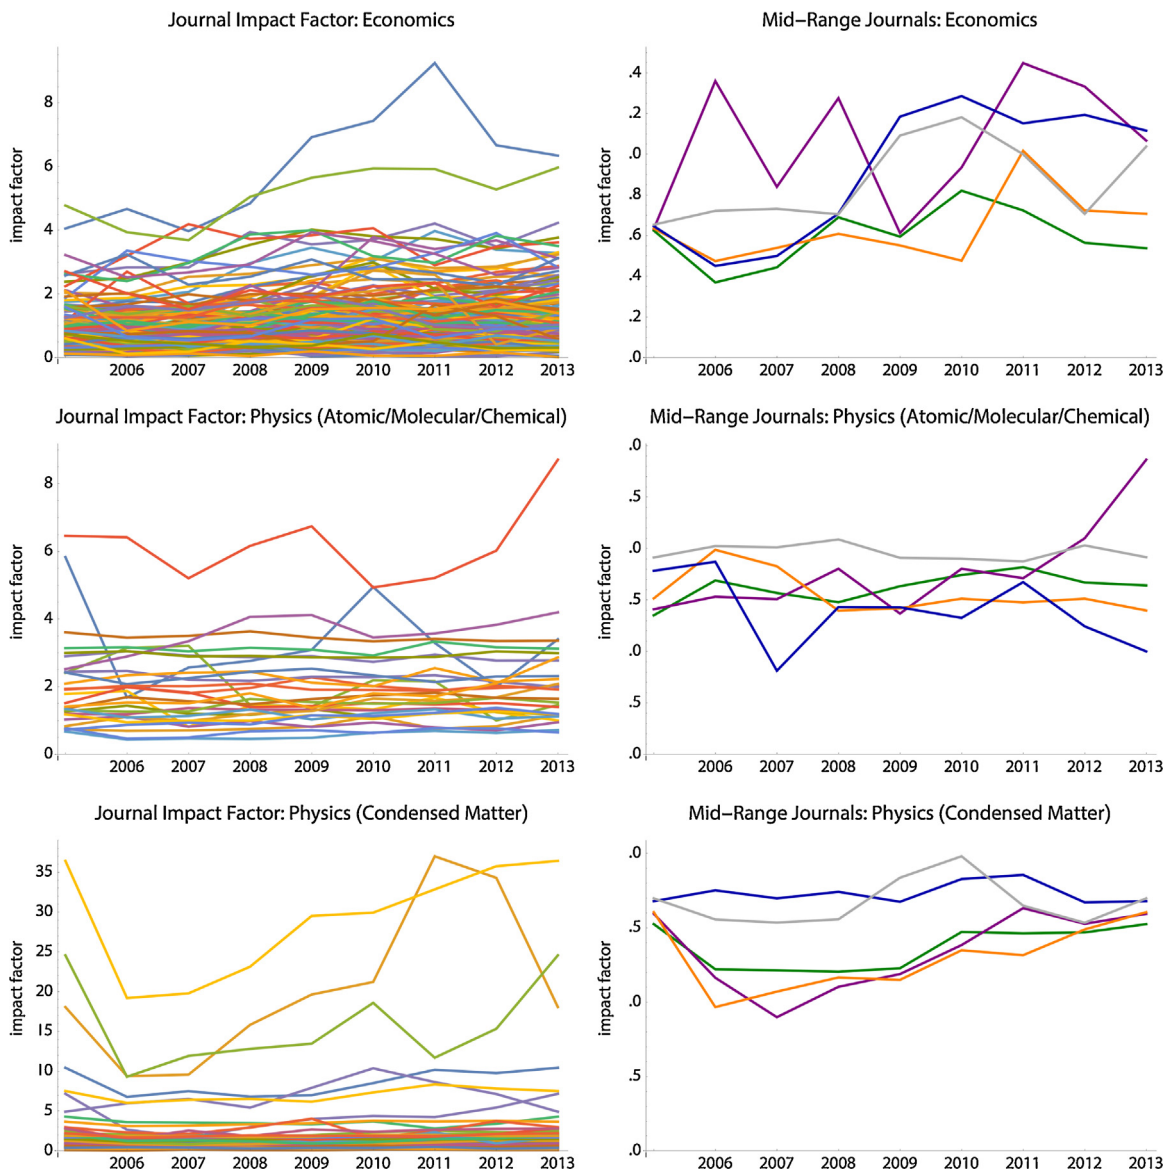 Journal Impact Factor: Economics
impact factor
8
6
4
2
0
2006 2007 2008 2009 2010 2011 2012 2013
Mid–Range Journals: Economics
impact factor
.4
.2
.0
.8
.6
.4
.2
.0
2006 2007 2008 2009 2010 2011 2012 2013
Journal Impact Factor: Physics (Atomic/Molecular/Chemical)
impact factor
8
6
4
2
0
2006 2007 2008 2009 2010 2011 2012 2013
Mid–Range Journals: Physics (Atomic/Molecular/Chemical)
impact factor
.0
.5
.0
.5
.0
.5
.0
2006 2007 2008 2009 2010 2011 2012 2013
Journal Impact Factor: Physics (Condensed Matter)
impact factor
35
30
25
20
15
10
5
0
2006 2007 2008 2009 2010 2011 2012 2013
Mid–Range Journals: Physics (Condensed Matter)
impact factor
.0
.5
.0
.5
.0
2006 2007 2008 2009 2010 2011 2012 2013